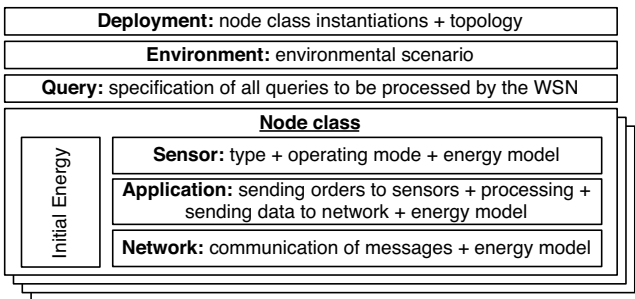 Deployment: node class instantiations + topology
Environment: environmental scenario
Query: specification of all queries to be processed by the WSN
Node class
Initial Energy
Sensor: type + operating mode + energy model
Application: sending orders to sensors + processing +
sending data to network + energy model
Network: communication of messages + energy model